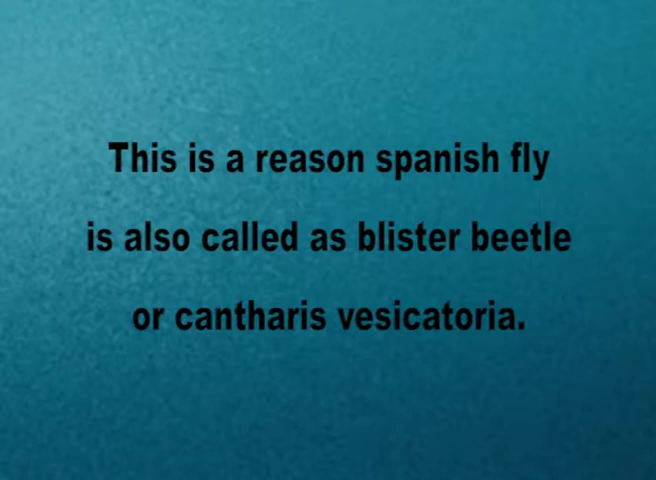 This is a reason spanish fly
is also called as blister beetle
or cantharis vesicatoria.